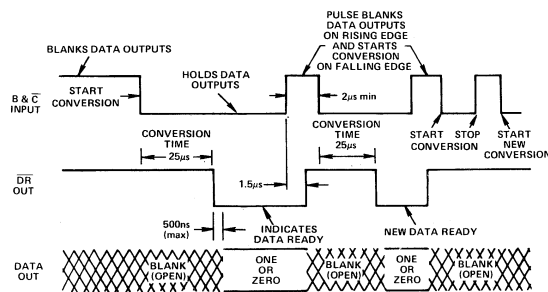 PULSE BLANKS
DATA OUTPUTS
ON RISING EDGE
AND STARTS
CONVERSION
ON FALLING EDGE
BLANKS DATA OUTPUTS
B & C̅
INPUT
START
CONVERSION
HOLDS DATA
OUTPUTS
2μs min
START
CONVERSION
STOP
START
NEW
CONVERSION
CONVERSION
TIME
25μs
CONVERSION
TIME
25μs
D̅R̅
OUT
1.5μs
500ns
(max)
INDICATES
DATA READY
NEW DATA READY
DATA
OUT
BLANK
(OPEN)
ONE
OR
ZERO
BLANK
(OPEN)
ONE
OR
ZERO
BLANK
(OPEN)